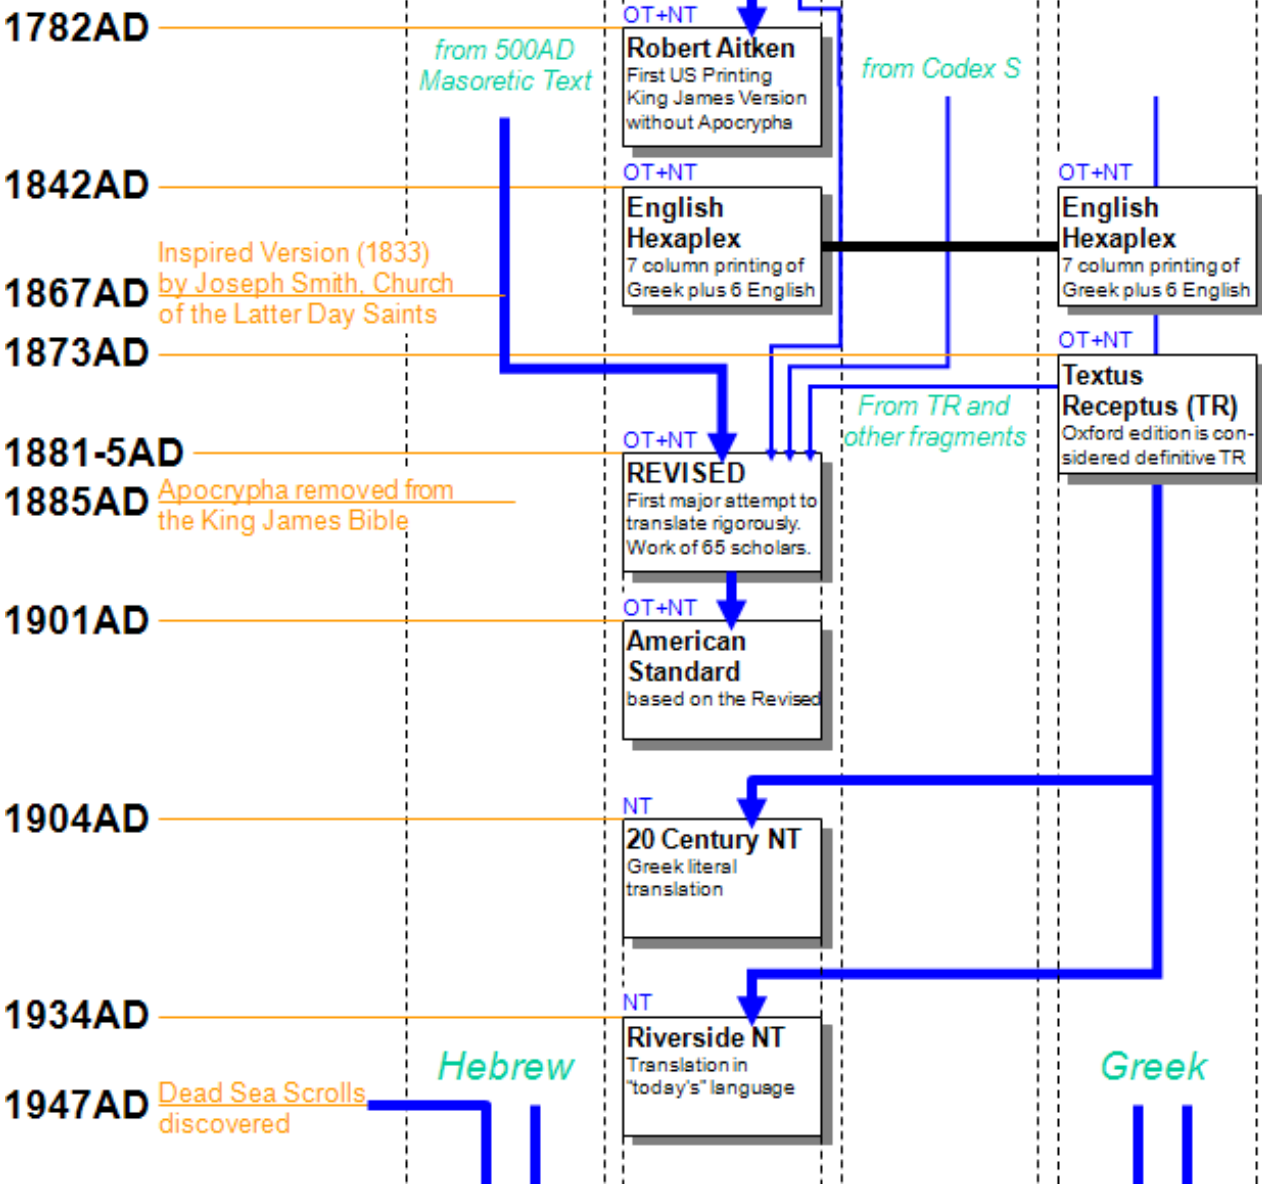 1782AD
OT+NT
Robert Aitken
First US Printing
King James Version
without Apocrypha
from 500AD
Masoretic Text
from Codex S
1842AD
OT+NT
English
Hexaplex
7 column printing of
Greek plus 6 English
OT+NT
English
Hexaplex
7 column printing of
Greek plus 6 English
1867AD
Inspired Version (1833)
by Joseph Smith, Church
of the Latter Day Saints
1873AD
OT+NT
Textus
Receptus (TR)
Oxford edition is con-
sidered definitive TR
From TR and
other fragments
1881-5AD
OT+NT
REVISED
First major attempt to
translate rigorously.
Work of 65 scholars.
1885AD
Apocrypha removed from
the King James Bible
1901AD
OT+NT
American
Standard
based on the Revised
1904AD
NT
20 Century NT
Greek literal
translation
1934AD
NT
Riverside NT
Translation in
"today's" language
Hebrew
Greek
1947AD
Dead Sea Scrolls
discovered